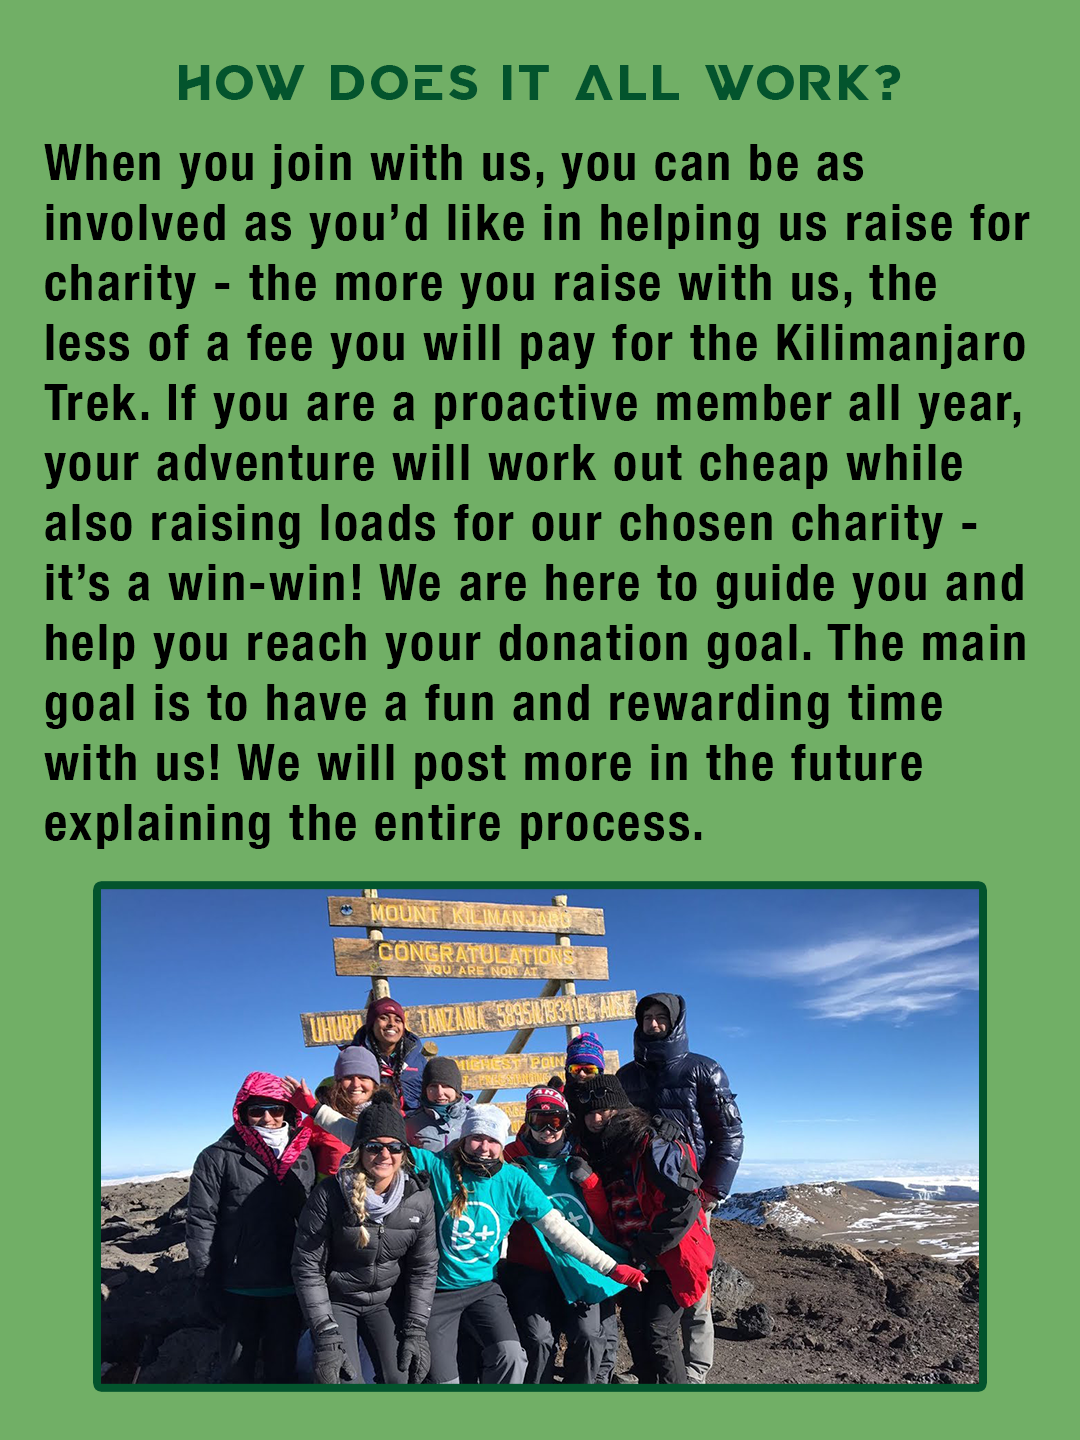 HOW DOES IT ALL WORK?
When you join with us, you can be as
involved as you’d like in helping us raise for
charity - the more you raise with us, the
less of a fee you will pay for the Kilimanjaro
Trek. If you are a proactive member all year,
your adventure will work out cheap while
also raising loads for our chosen charity -
it’s a win-win! We are here to guide you and
help you reach your donation goal. The main
goal is to have a fun and rewarding time
with us! We will post more in the future
explaining the entire process.
MOUNT KILIMANJARO
CONGRATULATIONS
YOU ARE NOW AT
UHURU TANZANIA 5895M
HIGHEST POIN
B+